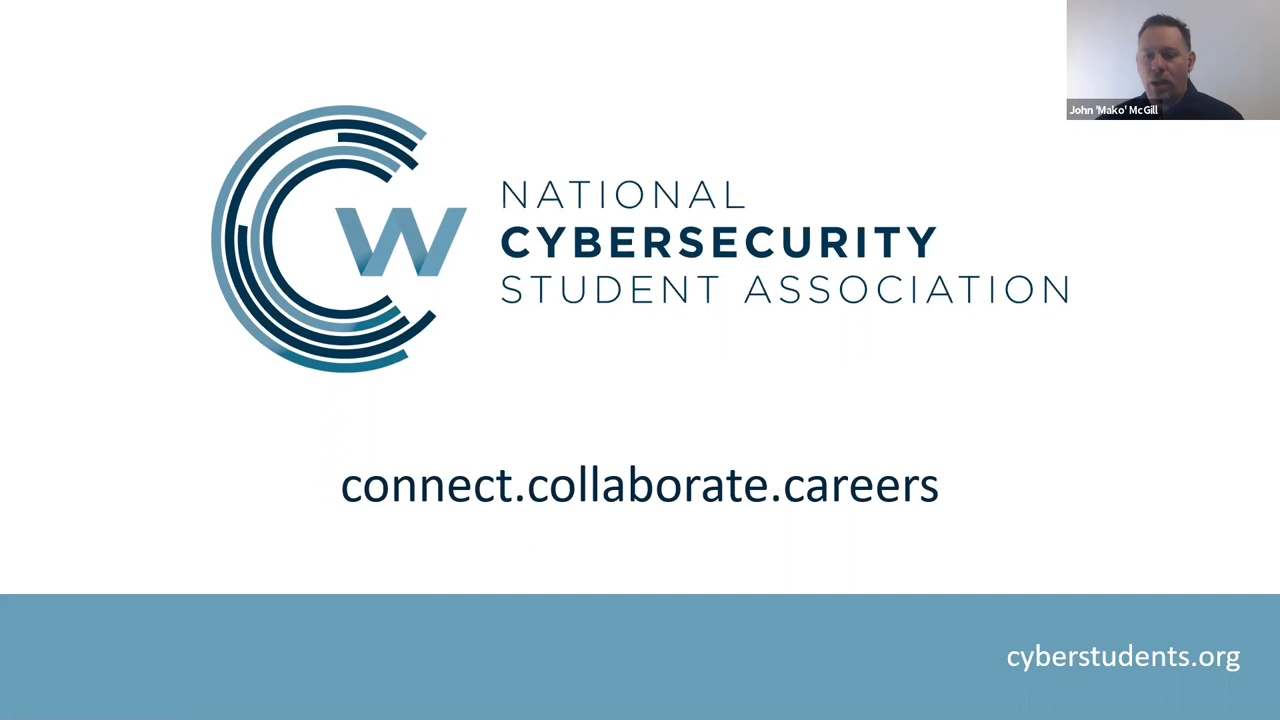 John 'Mako' McGill
W
NATIONAL
CYBERSECURITY
STUDENT ASSOCIATION
connect.collaborate.careers
cyberstudents.org